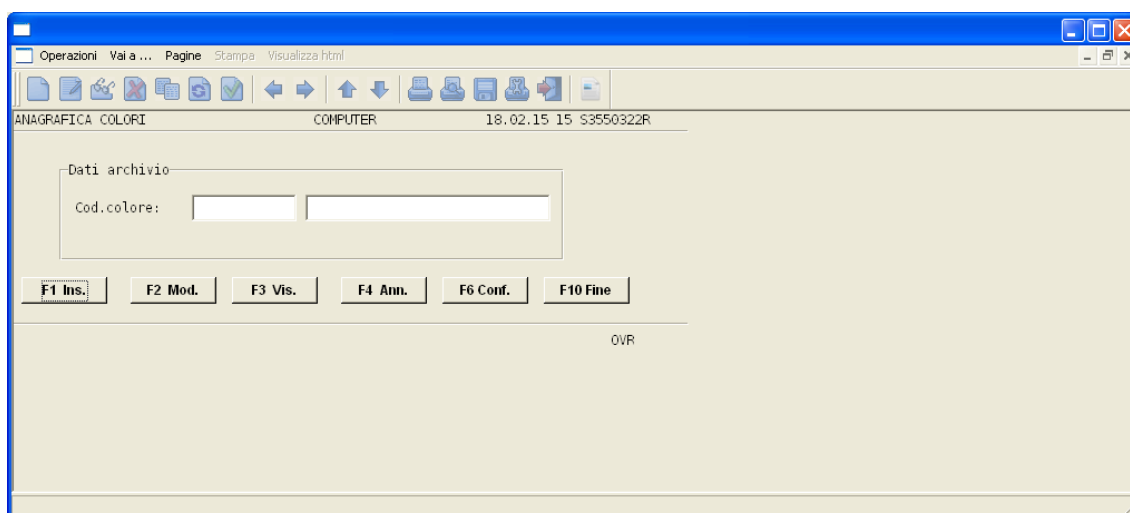 Operazioni Vai a ... Pagine Stampa Visualizza html
ANAGRAFICA COLORI COMPUTER 18.02.15 15 S3550322R
Dati archivio
Cod.colore:
F1 Ins. F2 Mod. F3 Vis. F4 Ann. F6 Conf. F10 Fine
OVR